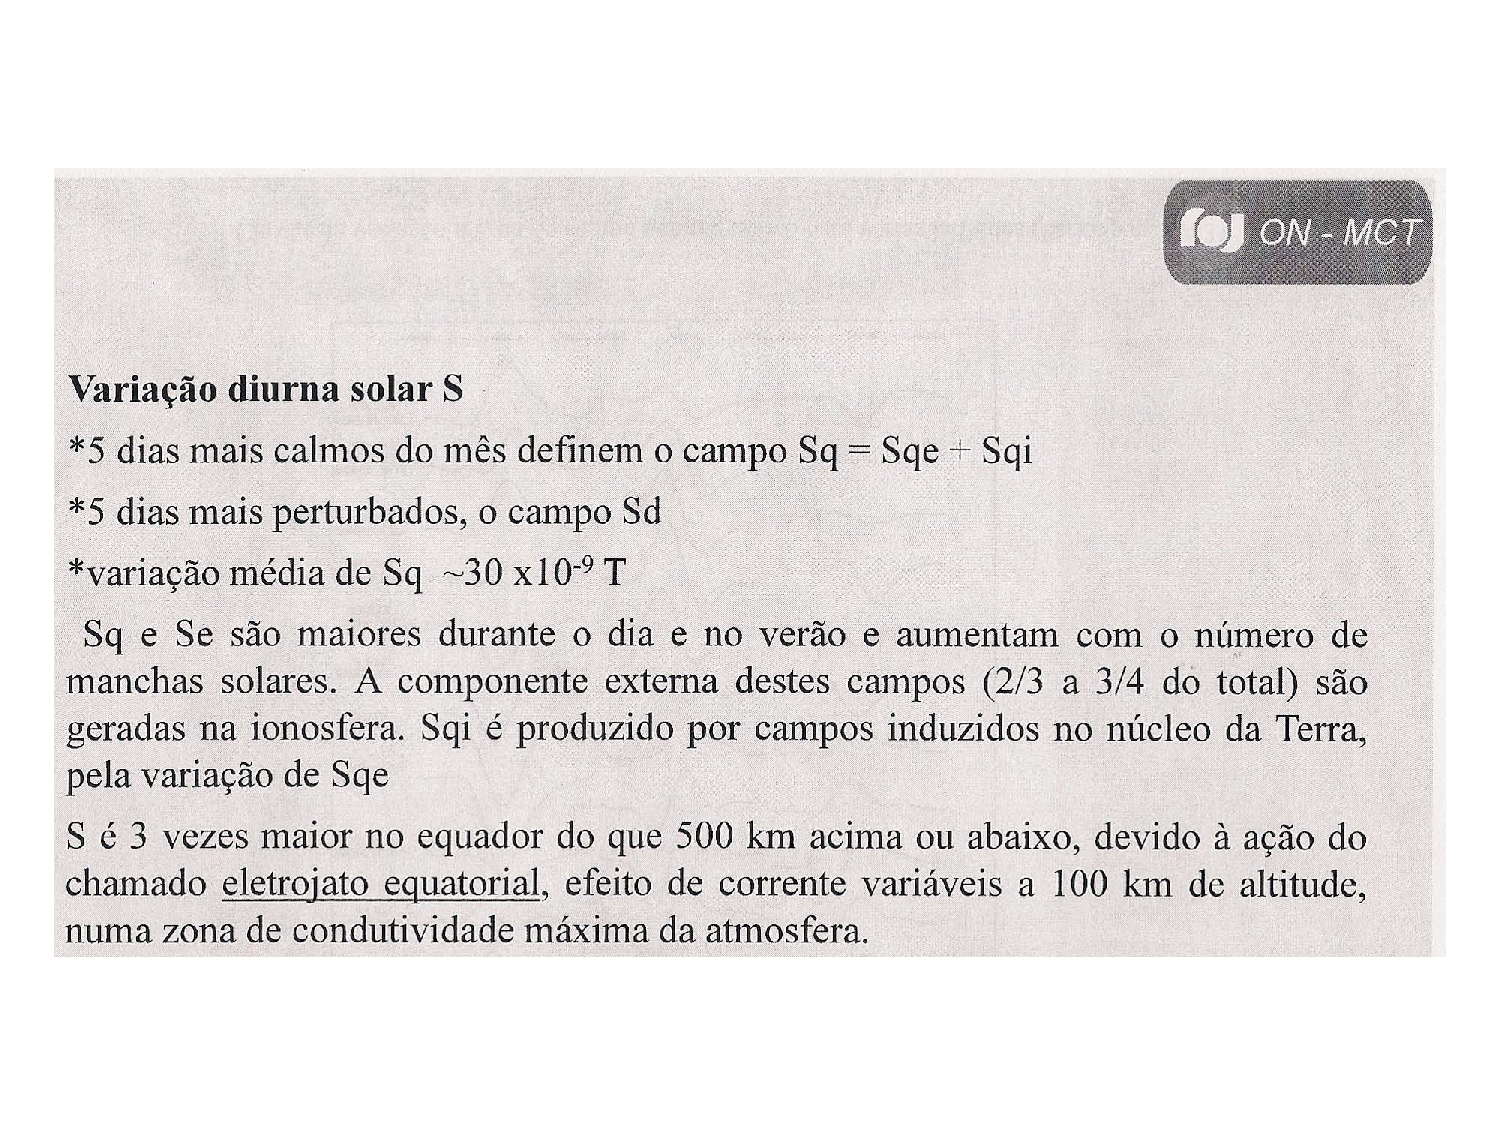 ON - MCT
Variação diurna solar S
*5 dias mais calmos do mês definem o campo Sq = Sqe + Sqi
*5 dias mais perturbados, o campo Sd
*variação média de Sq ~30 x10⁻⁹ T
Sq e Se são maiores durante o dia e no verão e aumentam com o número de
manchas solares. A componente externa destes campos (2/3 a 3/4 do total) são
geradas na ionosfera. Sqi é produzido por campos induzidos no núcleo da Terra,
pela variação de Sqe
S é 3 vezes maior no equador do que 500 km acima ou abaixo, devido à ação do
chamado eletrojato equatorial, efeito de corrente variáveis a 100 km de altitude,
numa zona de condutividade máxima da atmosfera.